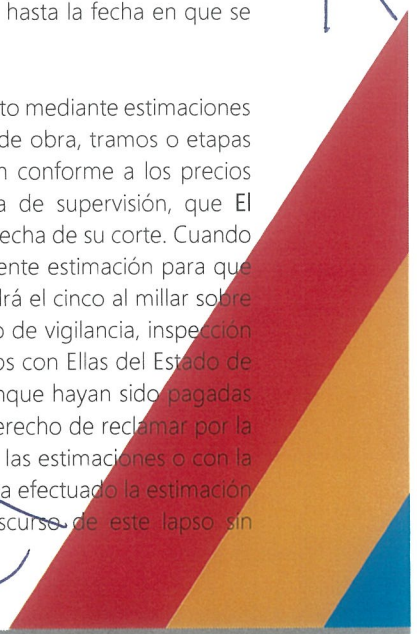 hasta la fecha en que se
to mediante estimaciones
de obra, tramos o etapas
n conforme a los precios
a de supervisión, que El
echa de su corte. Cuando
ente estimación para que
drá el cinco al millar sobre
o de vigilancia, inspección
os con Ellas del Estado de
nque hayan sido pagadas
erecho de reclamar por la
las estimaciones o con la
a efectuado la estimación
scurso de este lapso sin